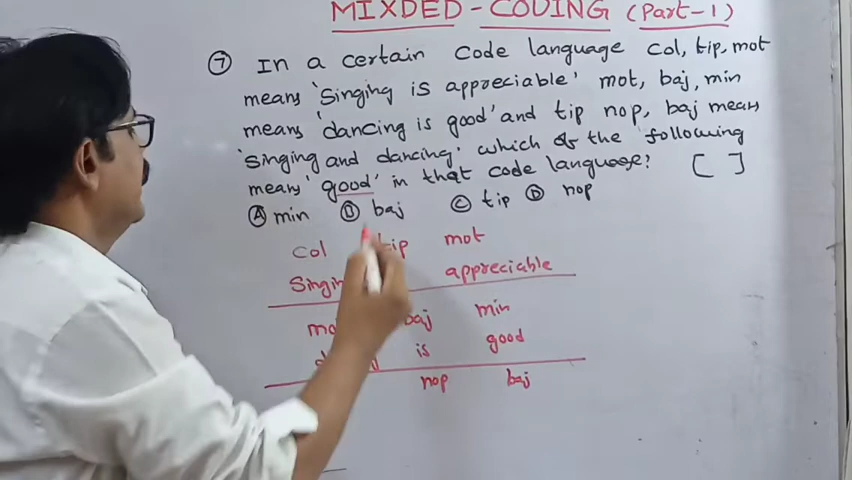 MIXDED-CODING (Part-1)
⑦ In a certain code language col, tip, mot
means 'singing is appreciable' mot, baj, min
means 'dancing is good' and tip nop, baj means
'singing and dancing' which of the following
means 'good' in that code language? [ ]
Ⓐ min Ⓑ baj Ⓒ tip Ⓓ nop
col tip mot
appreciable
baj min
is good
nop baj